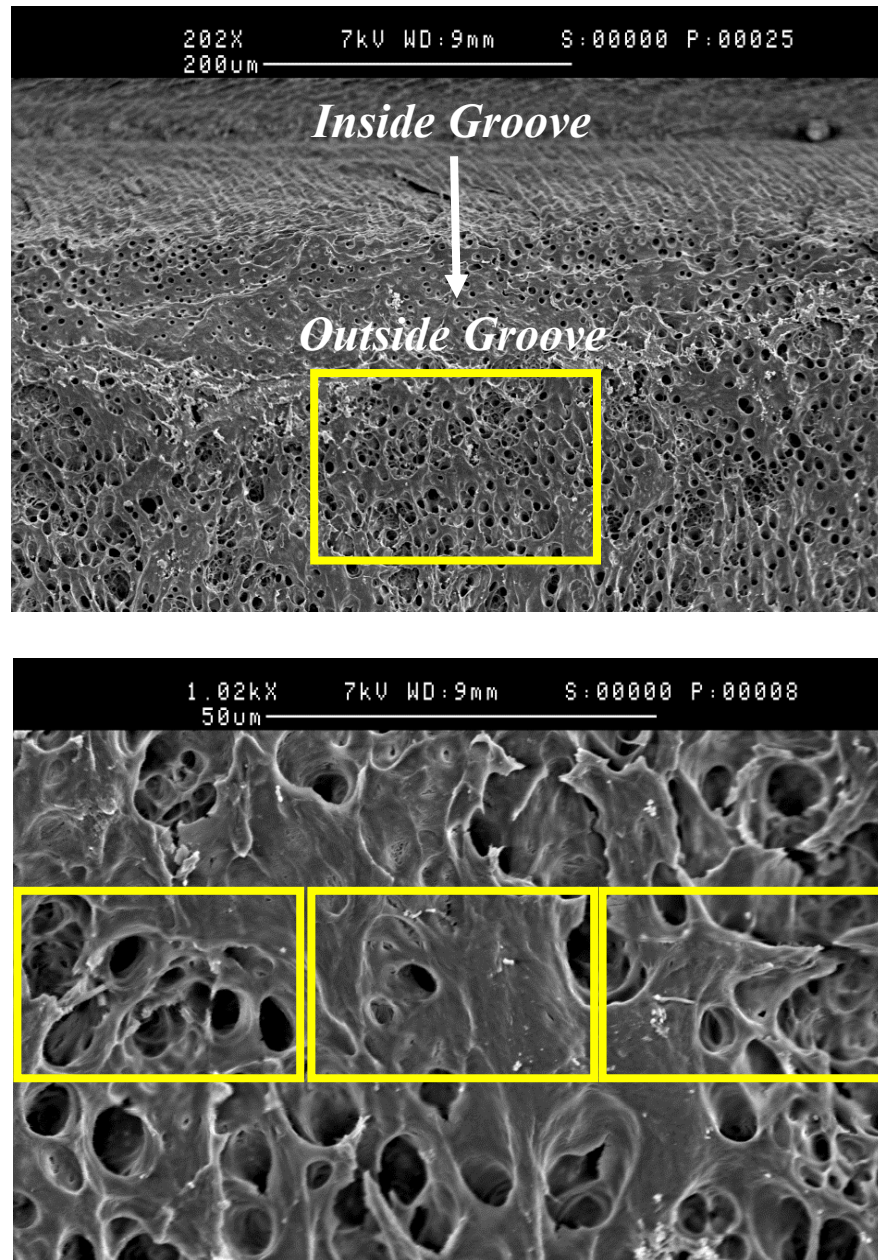 202X 7kV WD:9mm S:00000 P:00025
200um
Inside Groove
Outside Groove
1.02kX 7kV WD:9mm S:00000 P:00008
50um